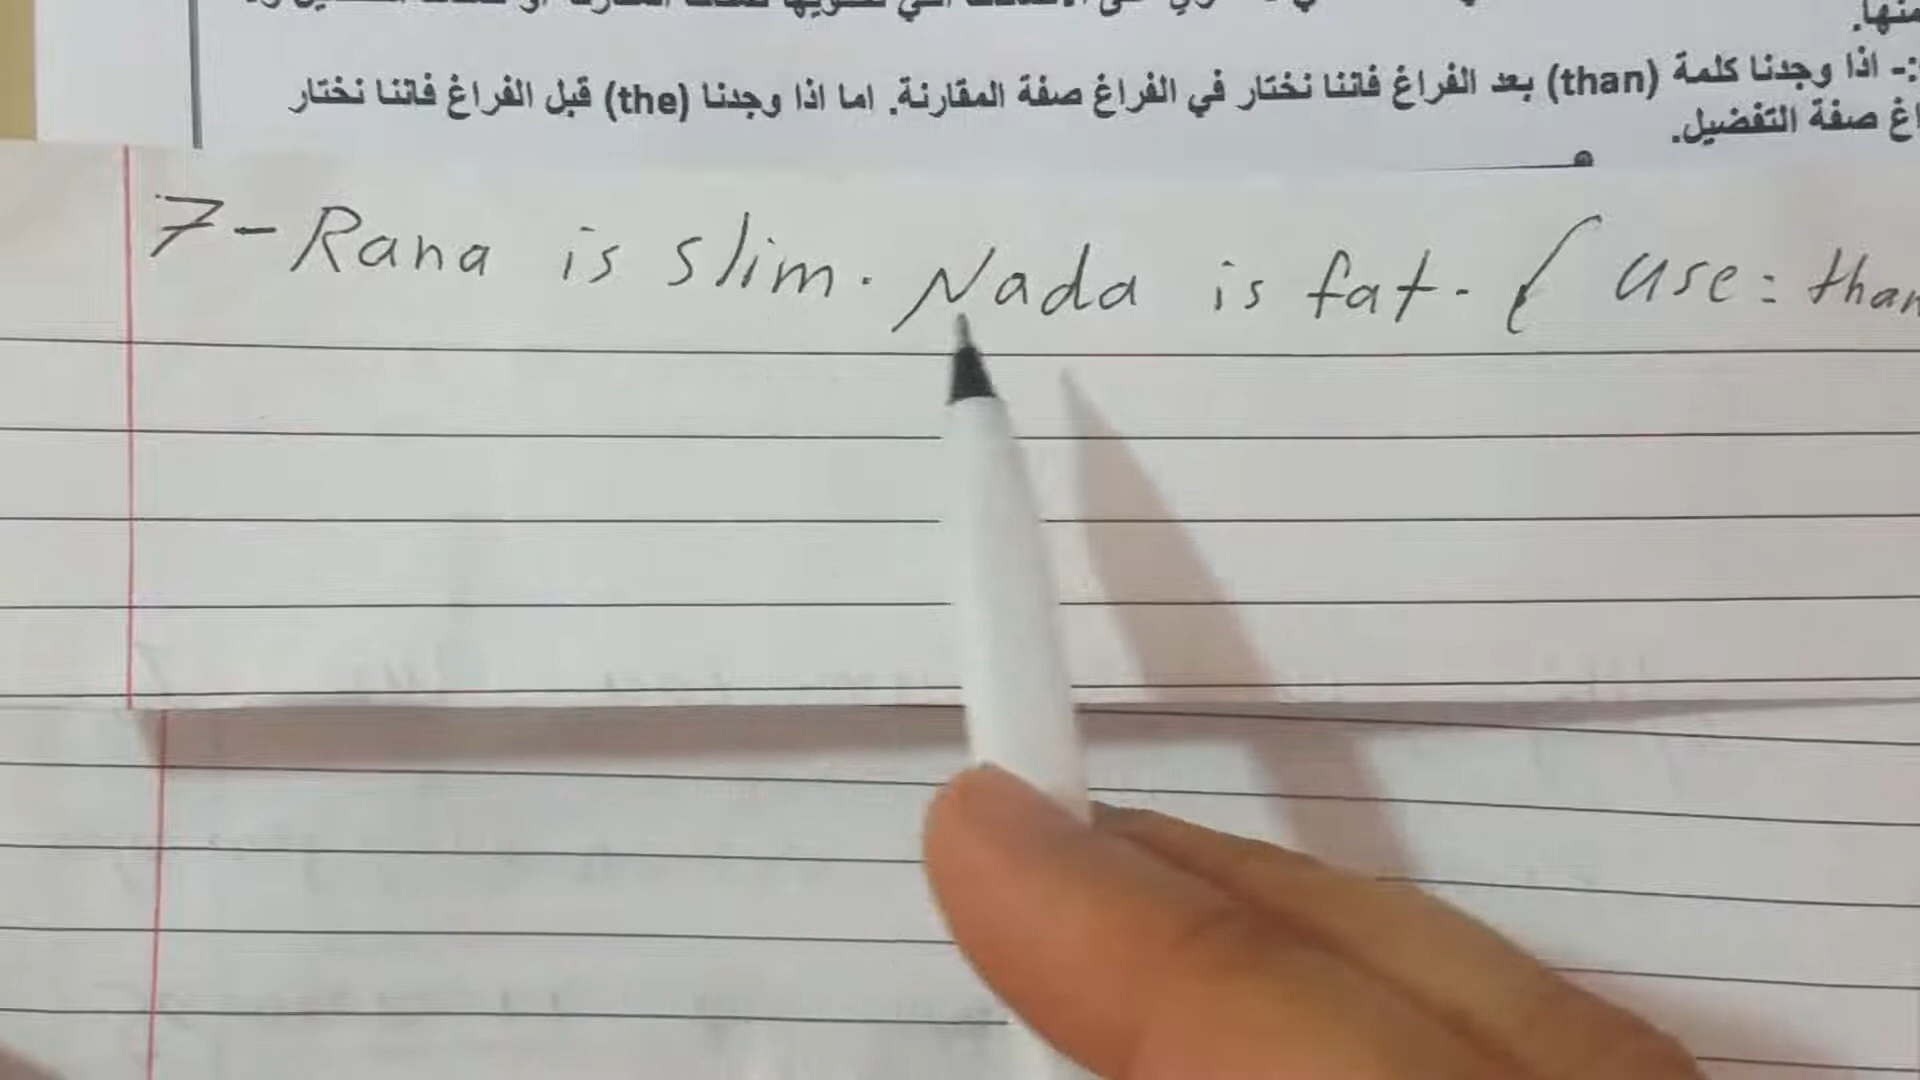 منها.
:- اذا وجدنا كلمة (than) بعد الفراغ فاننا نختار في الفراغ صفة المقارنة. اما اذا وجدنا (the) قبل الفراغ فاننا نختار
صفة التفضيل.
7- Rana is slim. Nada is fat. ( use: than